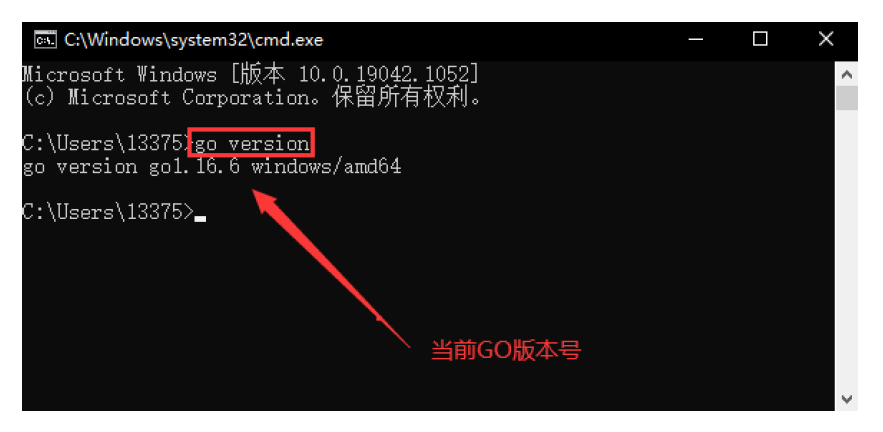 C:\Windows\system32\cmd.exe
Microsoft Windows [版本 10.0.19042.1052]
(c) Microsoft Corporation。保留所有权利。
C:\Users\13375>go version
go version go1.16.6 windows/amd64
C:\Users\13375>
当前GO版本号